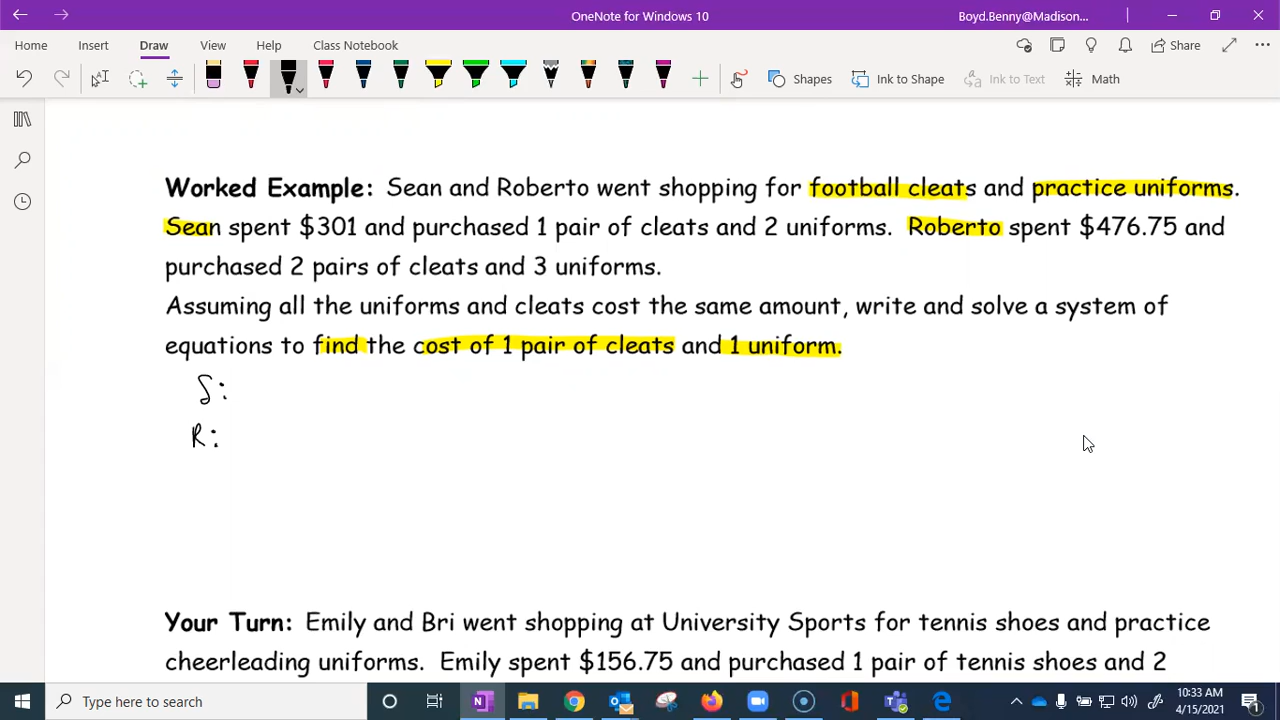 OneNote for Windows 10
Boyd.Benny@Madison...
Home Insert Draw View Help Class Notebook Share
Shapes Ink to Shape Ink to Text Math
Worked Example: Sean and Roberto went shopping for football cleats and practice uniforms.
Sean spent $301 and purchased 1 pair of cleats and 2 uniforms. Roberto spent $476.75 and
purchased 2 pairs of cleats and 3 uniforms.
Assuming all the uniforms and cleats cost the same amount, write and solve a system of
equations to find the cost of 1 pair of cleats and 1 uniform.
S:
R:
Your Turn: Emily and Bri went shopping at University Sports for tennis shoes and practice
cheerleading uniforms. Emily spent $156.75 and purchased 1 pair of tennis shoes and 2
Type here to search
10:33 AM
4/15/2021